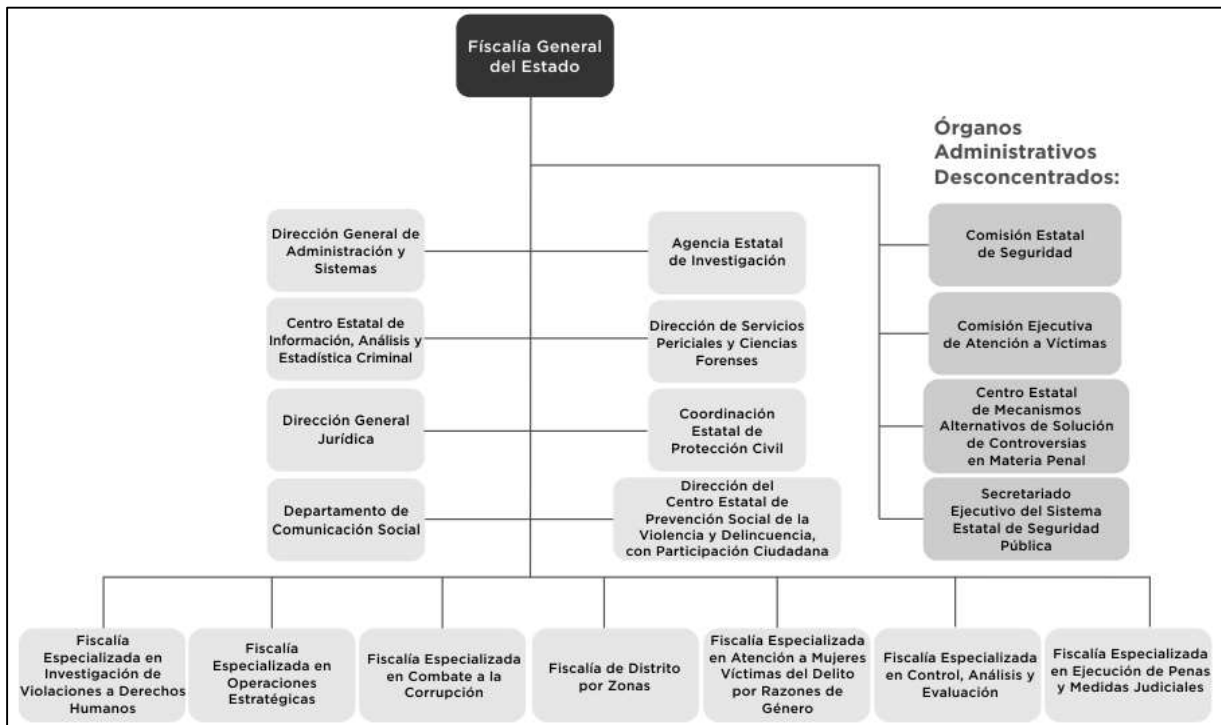 Físcalía General
del Estado
Órganos
Administrativos
Desconcentrados:
Dirección General de
Administración y
Sistemas
Agencia Estatal
de Investigación
Comisión Estatal
de Seguridad
Centro Estatal de
Información, Análisis y
Estadística Criminal
Dirección de Servicios
Periciales y Ciencias
Forenses
Comisión Ejecutiva
de Atención a Víctimas
Dirección General
Jurídica
Coordinación
Estatal de
Protección Civil
Centro Estatal
de Mecanismos
Alternativos de Solución
de Controversias
en Materia Penal
Departamento de
Comunicación Social
Dirección del
Centro Estatal de
Prevención Social de la
Violencia y Delincuencia,
con Participación Ciudadana
Secretariado
Ejecutivo del Sistema
Estatal de Seguridad
Pública
Fiscalía
Especializada en
Investigación de
Violaciones a Derechos
Humanos
Fiscalía
Especializada en
Operaciones
Estratégicas
Fiscalía Especializada
en Combate a la
Corrupción
Fiscalía de Distrito
por Zonas
Fiscalía Especializada
en Atención a Mujeres
Víctimas del Delito
por Razones de
Género
Fiscalía Especializada
en Control, Análisis y
Evaluación
Fiscalía Especializada
en Ejecución de Penas
y Medidas Judiciales